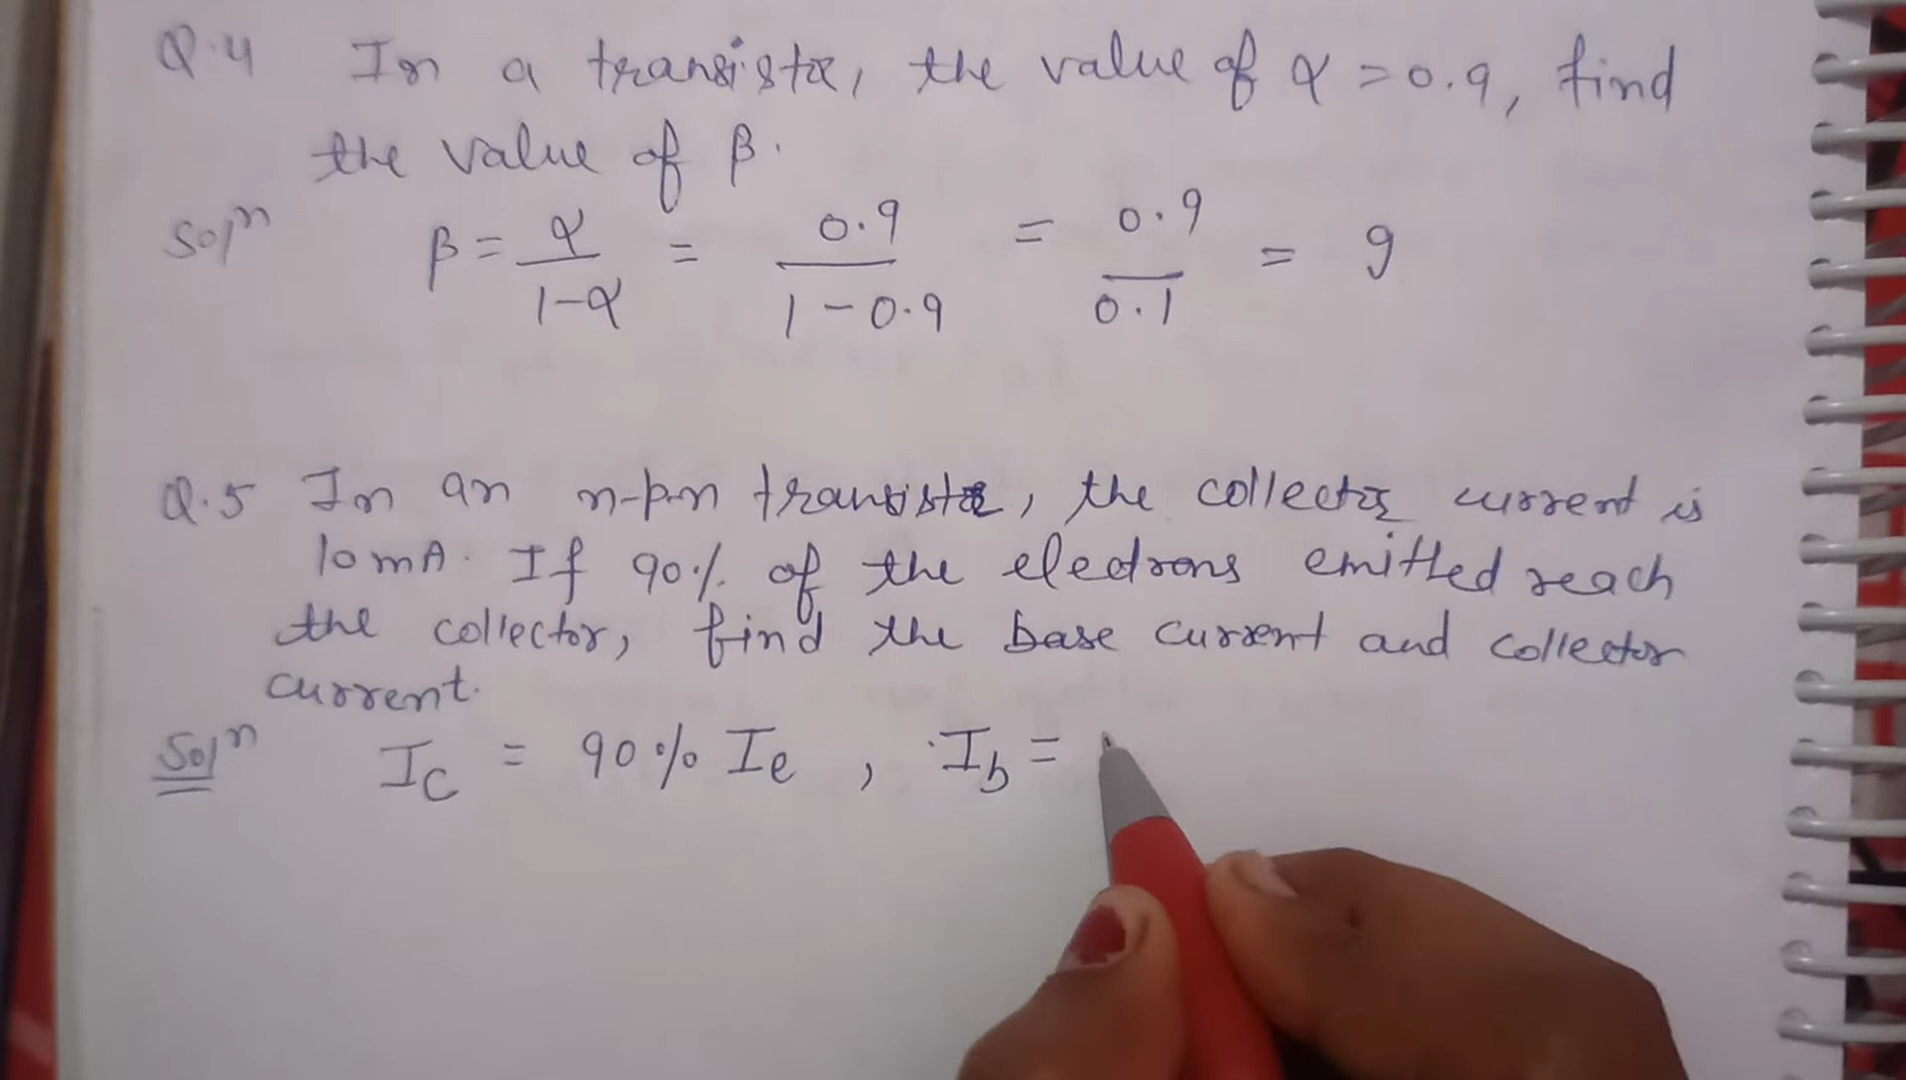 Q.4 In a transistor, the value of α = 0.9, find
the value of β.
Solⁿ β = α/1-α = 0.9/1-0.9 = 0.9/0.1 = 9
Q.5 In an n-p-n transistor, the collector current is
10 mA. If 90% of the electrons emitted reach
the collector, find the base current and collector
current.
Solⁿ Ic = 90% Ie , Ib =